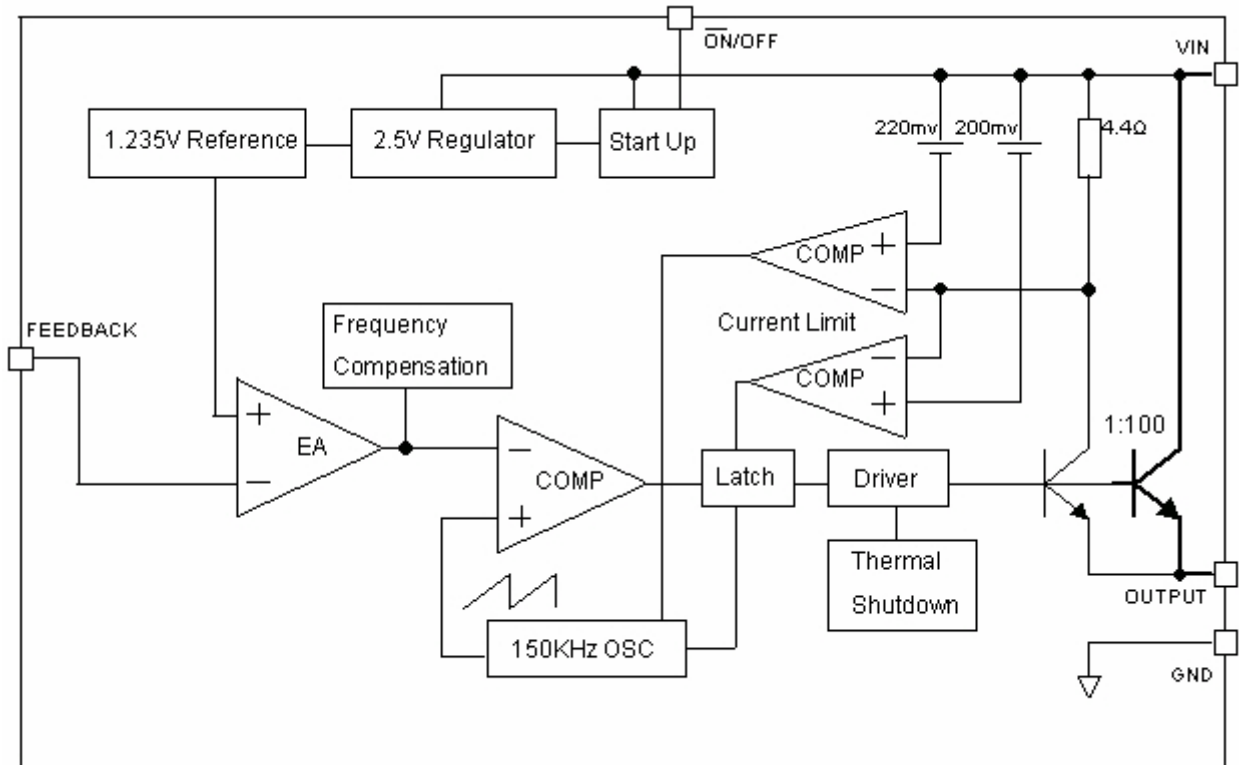 ON/OFF
VIN
1.235V Reference
2.5V Regulator
Start Up
220mv
200mv
4.4Ω
+
COMP
−
FEEDBACK
Frequency
Compensation
Current Limit
−
COMP
+
+
EA
−
−
COMP
+
1:100
Latch
Driver
Thermal
Shutdown
OUTPUT
150KHz OSC
GND